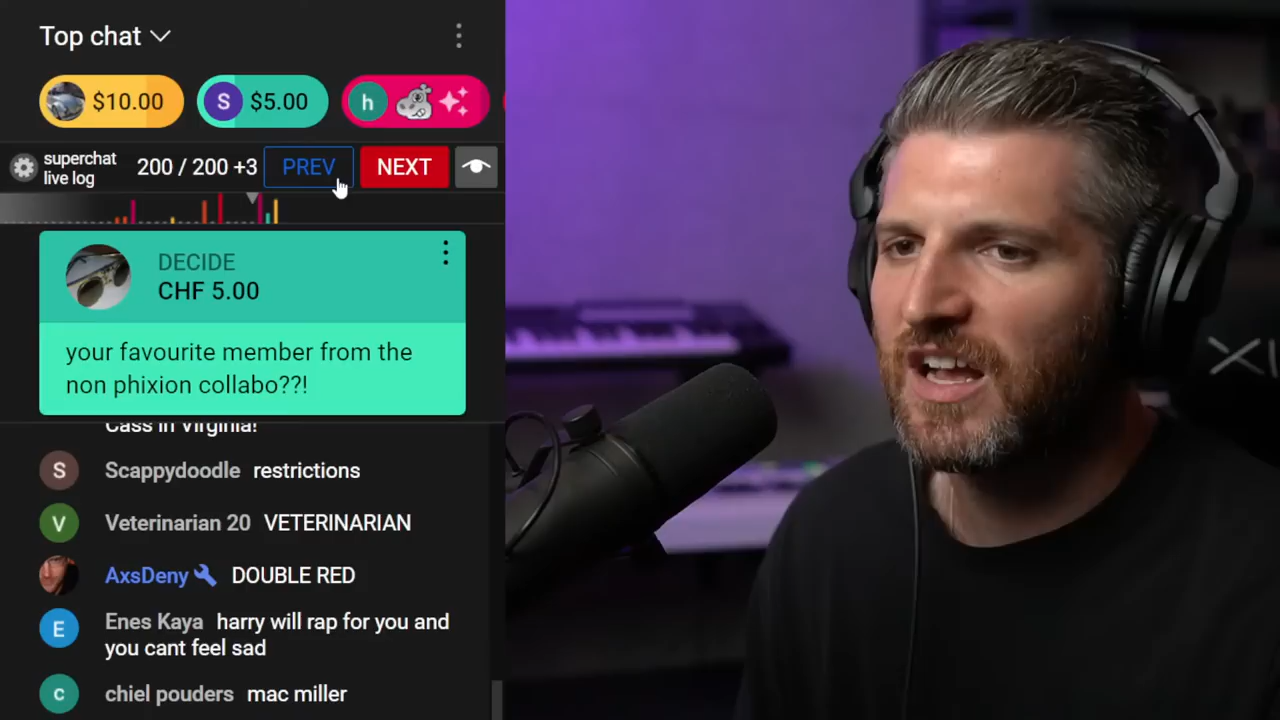 Top chat
$10.00
S $5.00
h
superchat
live log
200 / 200 +3
PREV
NEXT
DECIDE
CHF 5.00
your favourite member from the
non phixion collabo??!
Cass in Virginia!
S Scappydoodle restrictions
V Veterinarian 20 VETERINARIAN
AxsDeny DOUBLE RED
E Enes Kaya harry will rap for you and
you cant feel sad
c chiel pouders mac miller